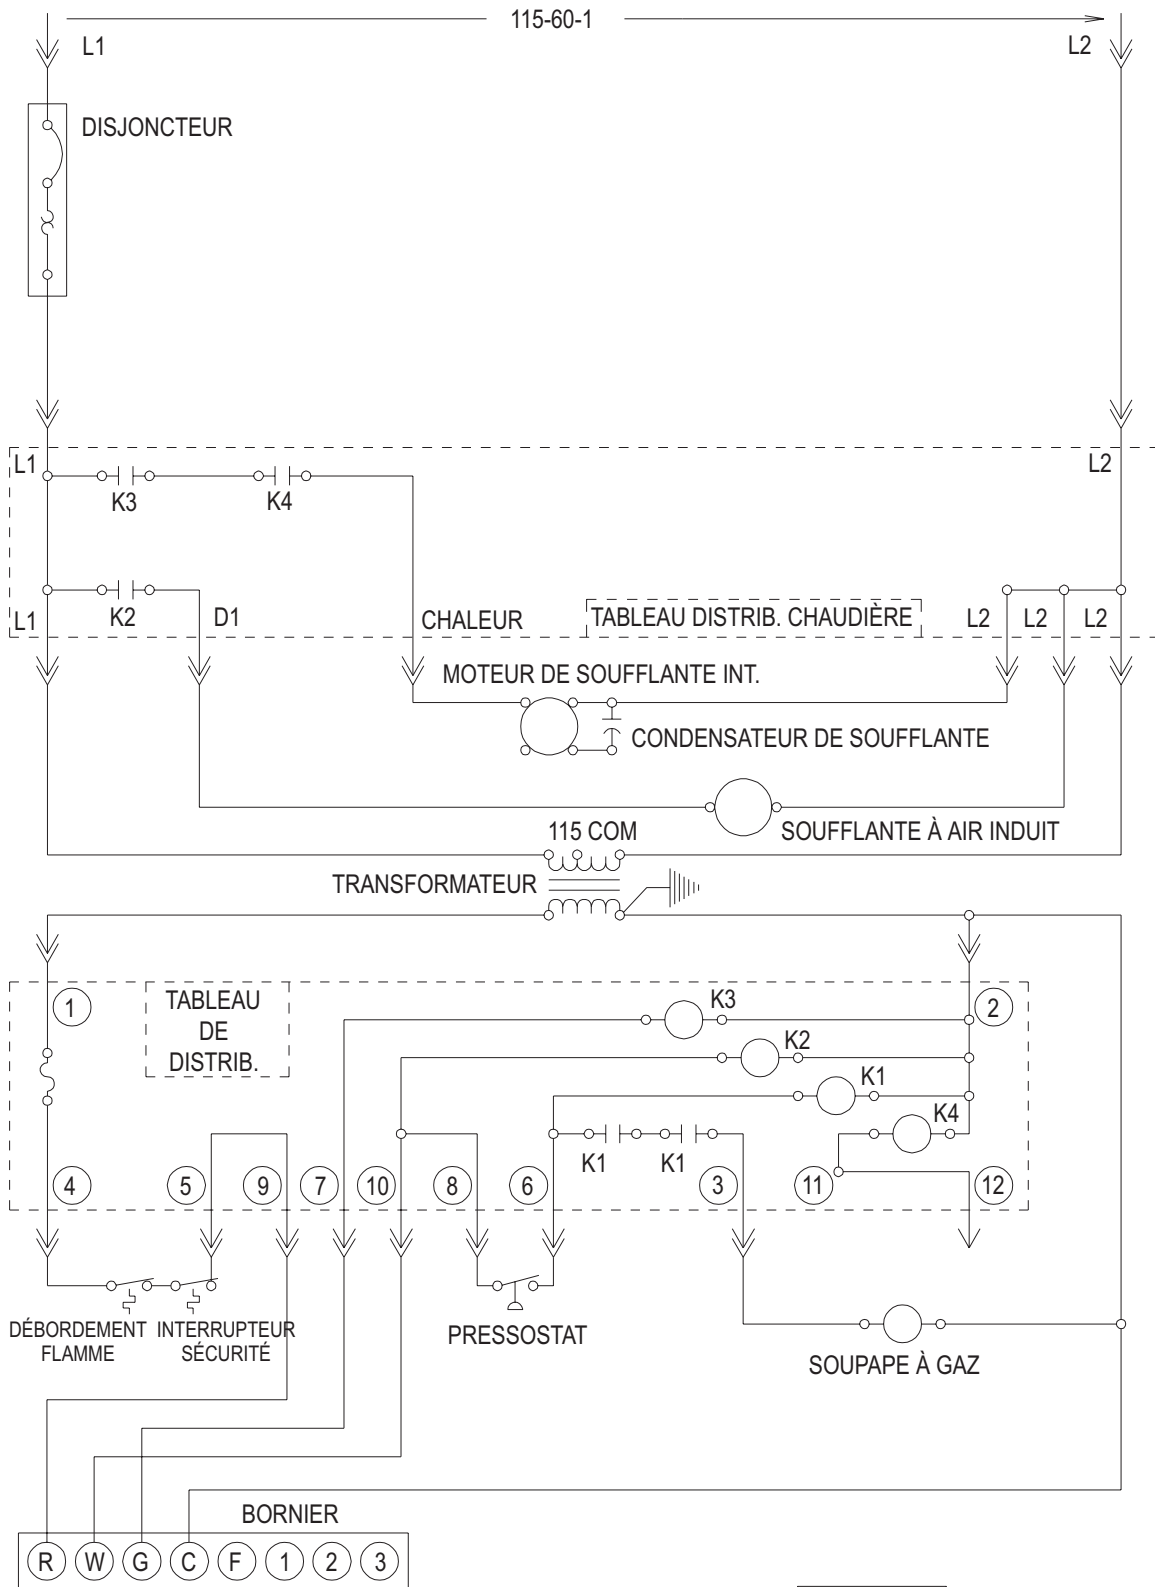 115-60-1
L1
L2
DISJONCTEUR
L1
L2
K3
K4
L1
K2
D1
CHALEUR
TABLEAU DISTRIB. CHAUDIÈRE
L2
L2
L2
MOTEUR DE SOUFFLANTE INT.
CONDENSATEUR DE SOUFFLANTE
115 COM
SOUFFLANTE À AIR INDUIT
TRANSFORMATEUR
1
TABLEAU
DE
DISTRIB.
K3
2
K2
K1
K4
K1
K1
4
5
9
7
10
8
6
3
11
12
DÉBORDEMENT
FLAMME
INTERRUPTEUR
SÉCURITÉ
PRESSOSTAT
SOUPAPE À GAZ
BORNIER
R W G C F 1 2 3